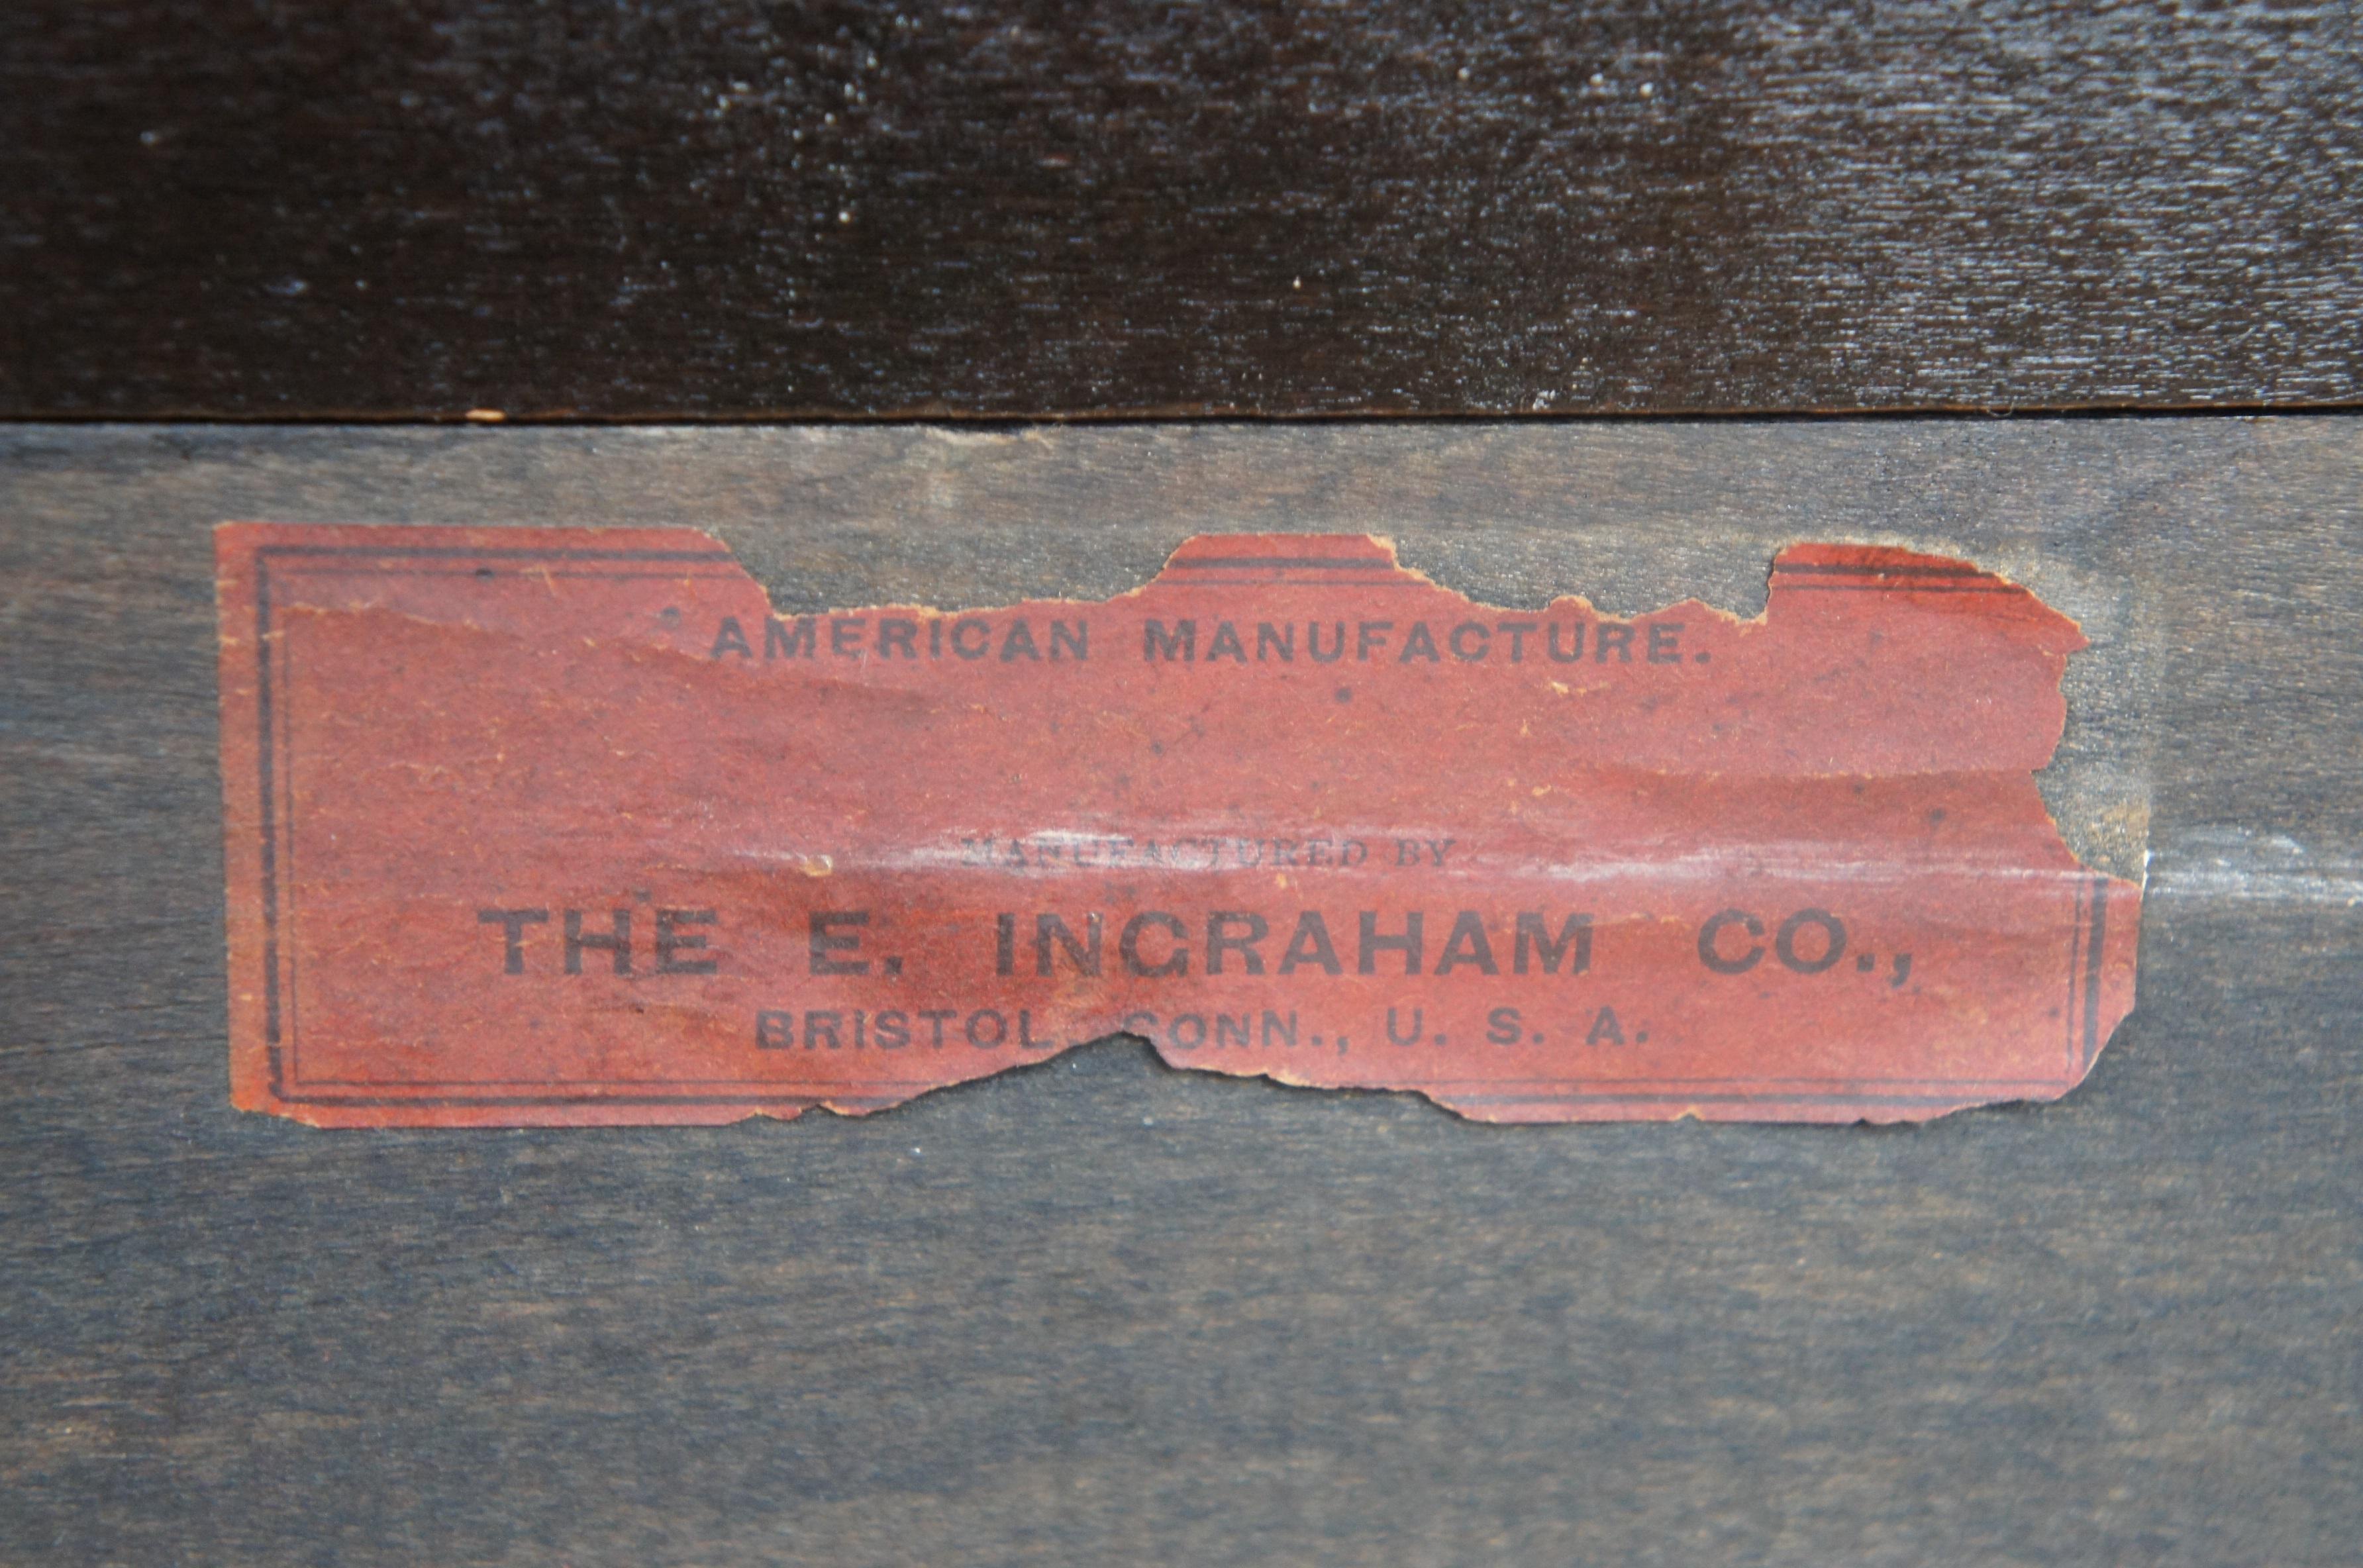 AMERICAN MANUFACTURE.
MANUFACTURED BY
THE E. INGRAHAM CO.,
BRISTOL CONN., U. S. A.